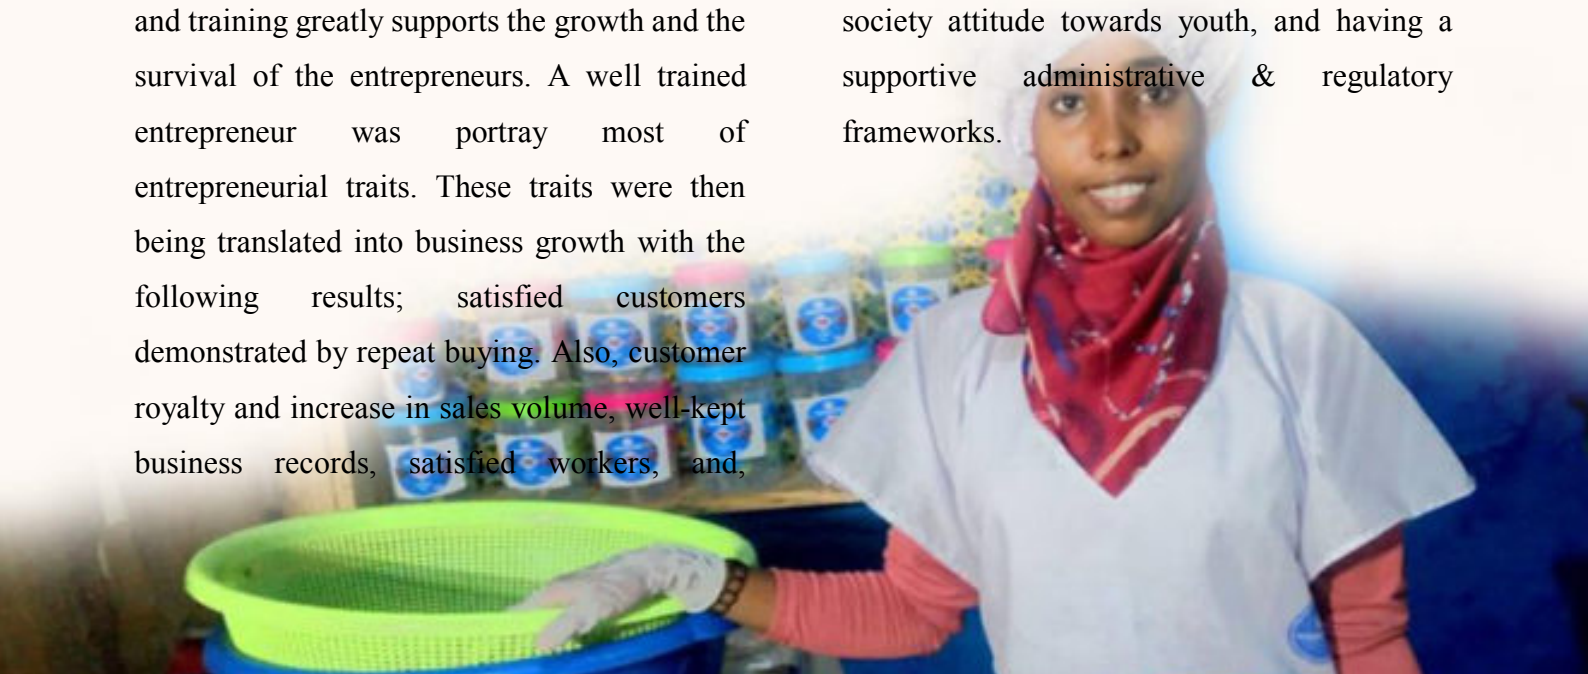 and training greatly supports the growth and the
survival of the entrepreneurs. A well trained
entrepreneur was portray most of
entrepreneurial traits. These traits were then
being translated into business growth with the
following results; satisfied customers
demonstrated by repeat buying. Also, customer
royalty and increase in sales volume, well-kept
business records, satisfied workers, and,
society attitude towards youth, and having a
supportive administrative & regulatory
frameworks.